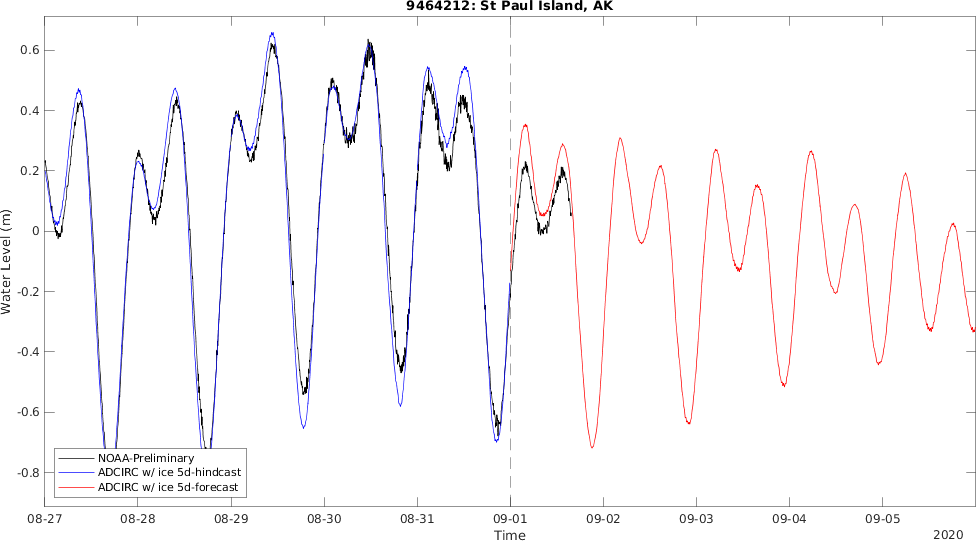 9464212: St Paul Island, AK
Water Level (m)
0.6
0.4
0.2
0
-0.2
-0.4
-0.6
-0.8
NOAA-Preliminary
ADCIRC w/ ice 5d-hindcast
ADCIRC w/ ice 5d-forecast
08-27 08-28 08-29 08-30 08-31 09-01 09-02 09-03 09-04 09-05
Time
2020